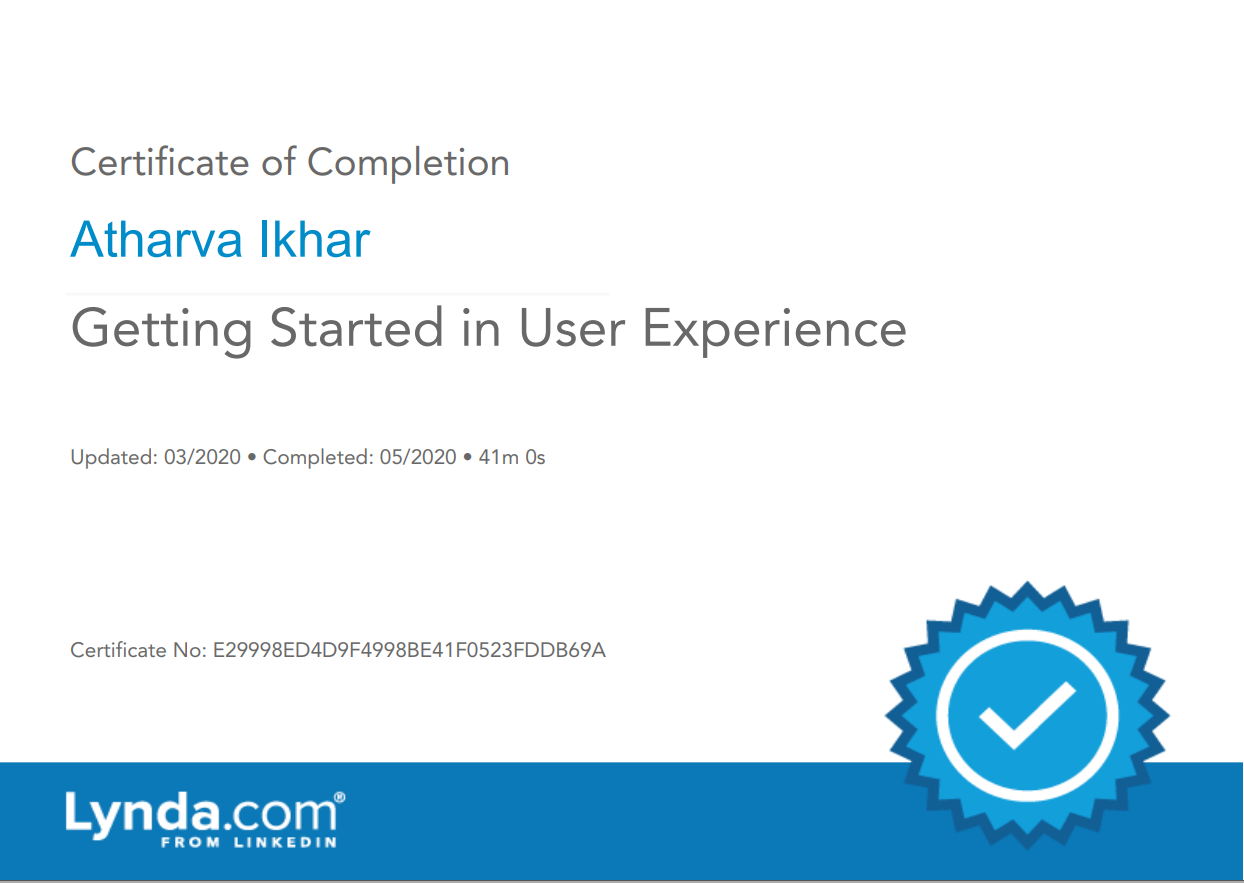 Certificate of Completion
Atharva Ikhar
Getting Started in User Experience
Updated: 03/2020 • Completed: 05/2020 • 41m 0s
Certificate No: E29998ED4D9F4998BE41F0523FDDB69A
Lynda.com®
FROM LINKEDIN